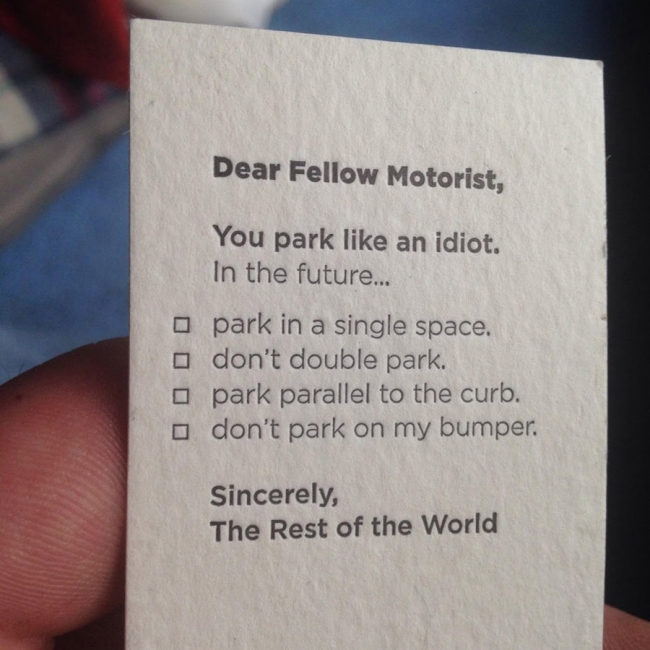 Dear Fellow Motorist,
You park like an idiot.
In the future...
☐ park in a single space.
☐ don't double park.
☐ park parallel to the curb.
☐ don't park on my bumper.
Sincerely,
The Rest of the World